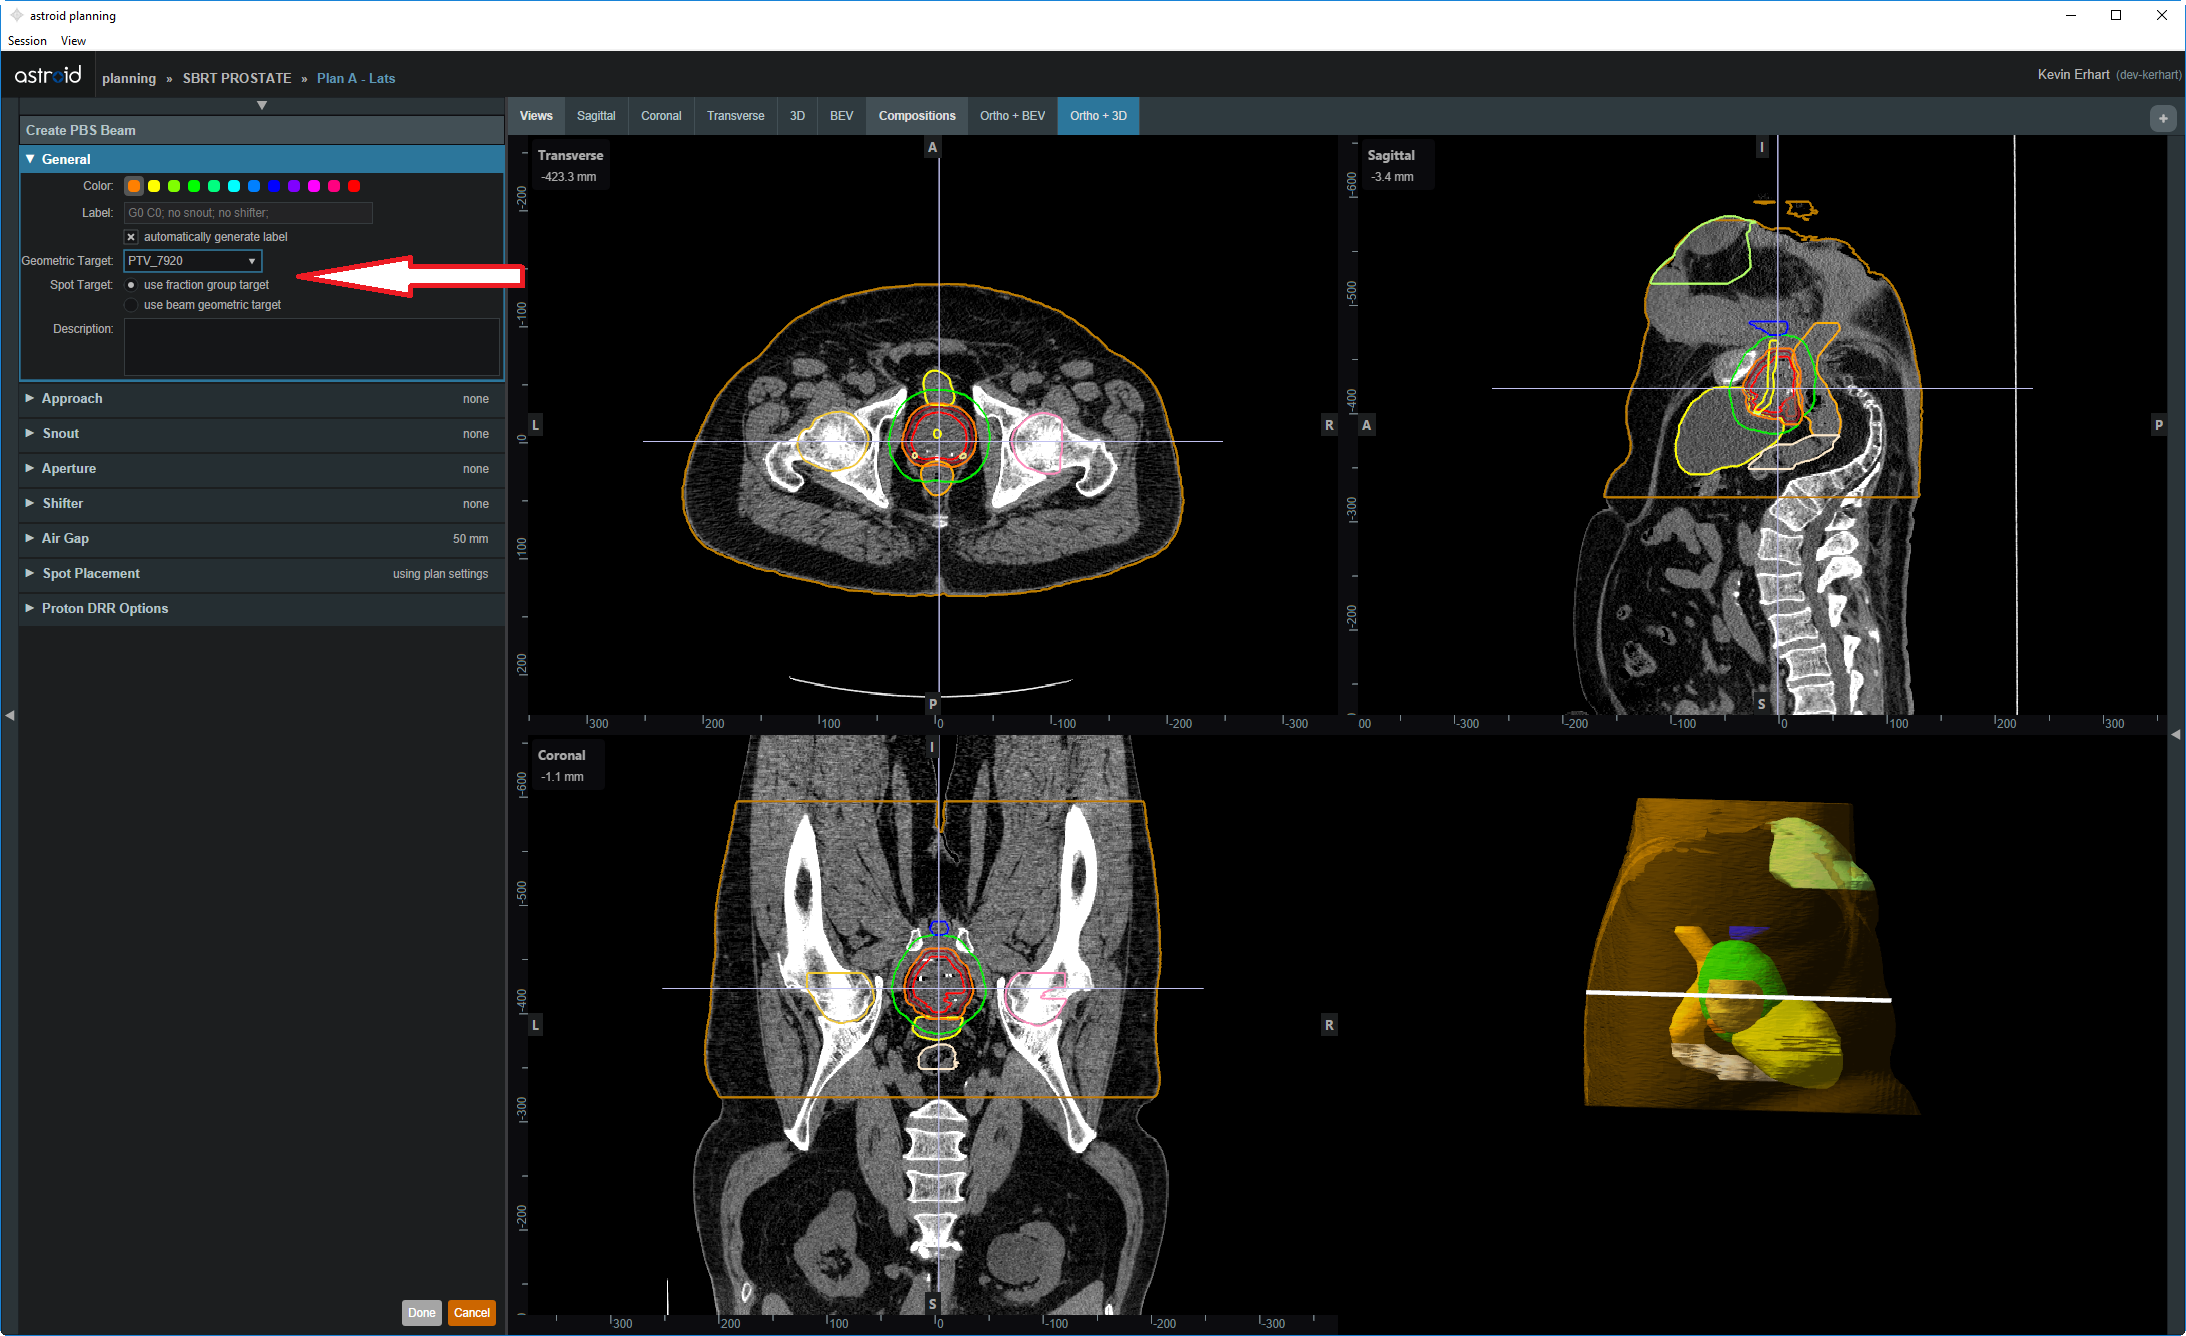 astroid planning
Session View
astroid planning » SBRT PROSTATE » Plan A - Lats
Kevin Erhart (dev-kerhart)
Create PBS Beam
General
Color:
Label: G0 C0; no snout; no shifter;
automatically generate label
Geometric Target: PTV_7920
Spot Target: use fraction group target
use beam geometric target
Description:
Approach none
Snout none
Aperture none
Shifter none
Air Gap 50 mm
Spot Placement using plan settings
Proton DRR Options
Done Cancel
Views Sagittal Coronal Transverse 3D BEV Compositions Ortho + BEV Ortho + 3D
+
Transverse
-423.3 mm
A
L
R
P
-200
-100
0
100
200
300 200 100 0 -100 -200 -300
Sagittal
-3.4 mm
I
A
P
S
-600
-500
-400
-300
-200
00 -300 -200 -100 0 100 200 300
Coronal
-1.1 mm
I
L
R
S
-600
-500
-400
-300
-200
300 200 100 0 -100 -200 -300